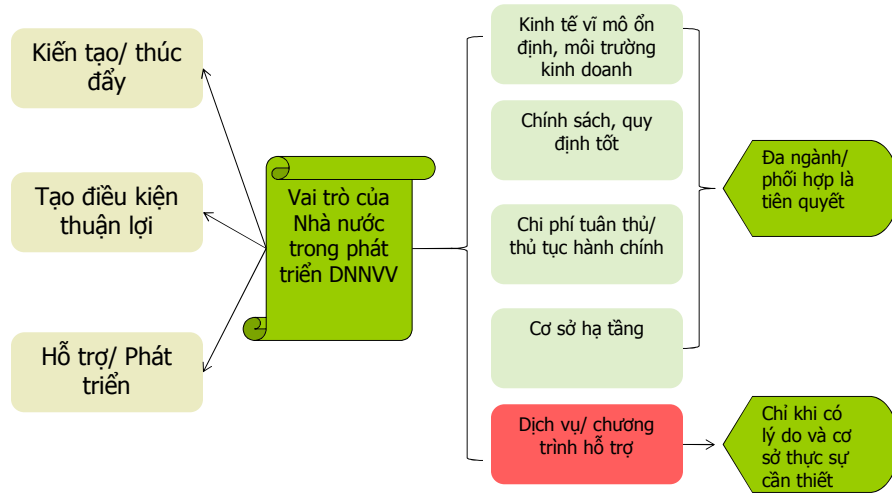 Kiến tạo/ thúc
đẩy
Tạo điều kiện
thuận lợi
Hỗ trợ/ Phát
triển
Vai trò của
Nhà nước
trong phát
triển DNNVV
Kinh tế vĩ mô ổn
định, môi trường
kinh doanh
Chính sách, quy
định tốt
Chi phí tuân thủ/
thủ tục hành chính
Cơ sở hạ tầng
Dịch vụ/ chương
trình hỗ trợ
Đa ngành/
phối hợp là
tiên quyết
Chỉ khi có
lý do và cơ
sở thực sự
cần thiết